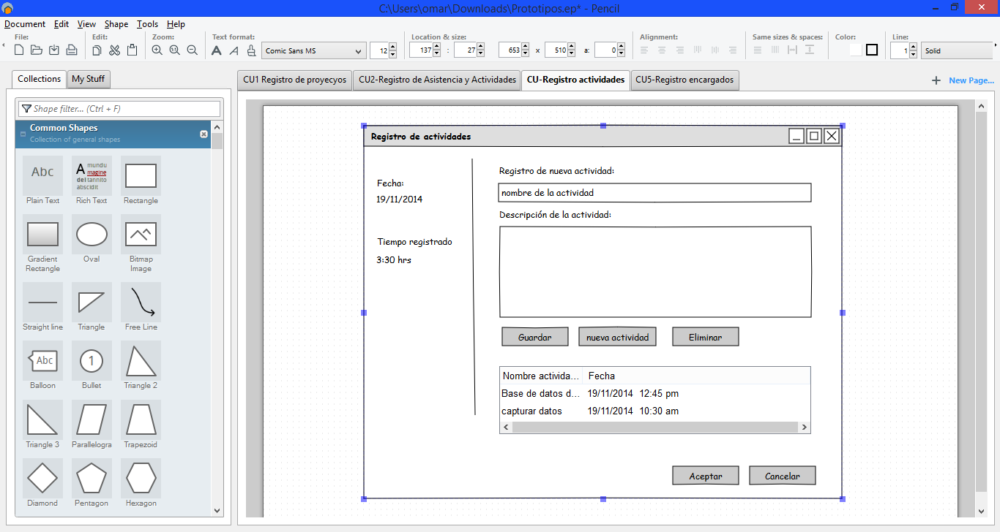 C:\Users\omar\Downloads\Prototipos.ep* - Pencil
Document Edit View Shape Tools Help
File: Edit: Zoom: Text format: Location & size: Alignment: Same sizes & spaces: Color: Line:
Comic Sans MS 12 137 : 27 653 x 510 a: 0 1 Solid
Collections My Stuff
CU1 Registro de proyecyos CU2-Registro de Asistencia y Actividades CU-Registro actividades CU5-Registro encargados New Page...
Shape filter... (Ctrl + F)
Common Shapes
Collection of general shapes
Abc
A mundu
imagine
del tannito
abscidit
Plain Text Rich Text Rectangle
Gradient Rectangle Oval Bitmap Image
Straight line Triangle Free Line
Abc 1
Balloon Bullet Triangle 2
Triangle 3 Parallelogra Trapezoid
Diamond Pentagon Hexagon
Registro de actividades
Fecha:
19/11/2014
Tiempo registrado
3:30 hrs
Registro de nueva actividad:
nombre de la actividad
Descripción de la actividad:
Guardar nueva actividad Eliminar
Nombre activida... Fecha
Base de datos d... 19/11/2014 12:45 pm
capturar datos 19/11/2014 10:30 am
Aceptar Cancelar